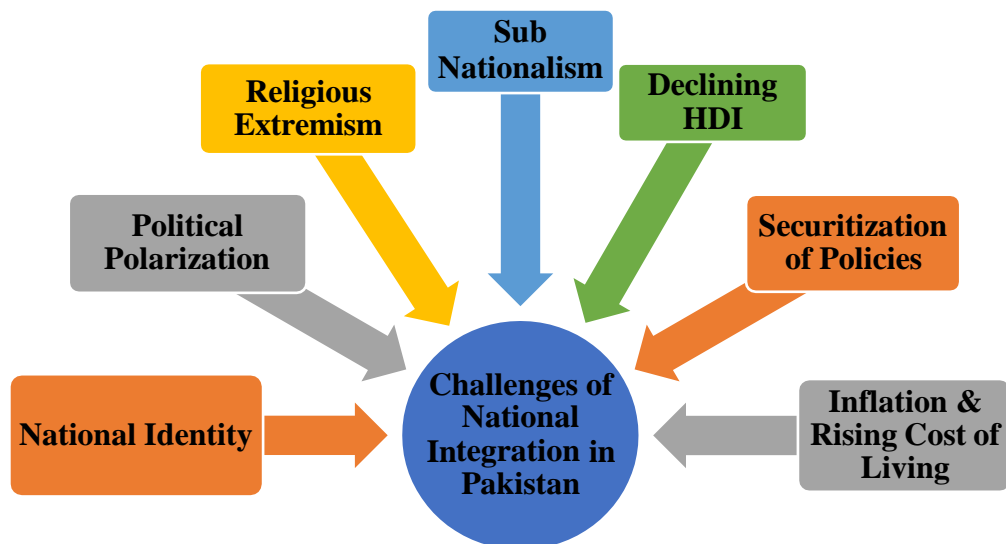 Sub
Nationalism
Religious
Extremism
Declining
HDI
Political
Polarization
Securitization
of Policies
National Identity
Challenges of
National
Integration in
Pakistan
Inflation &
Rising Cost of
Living